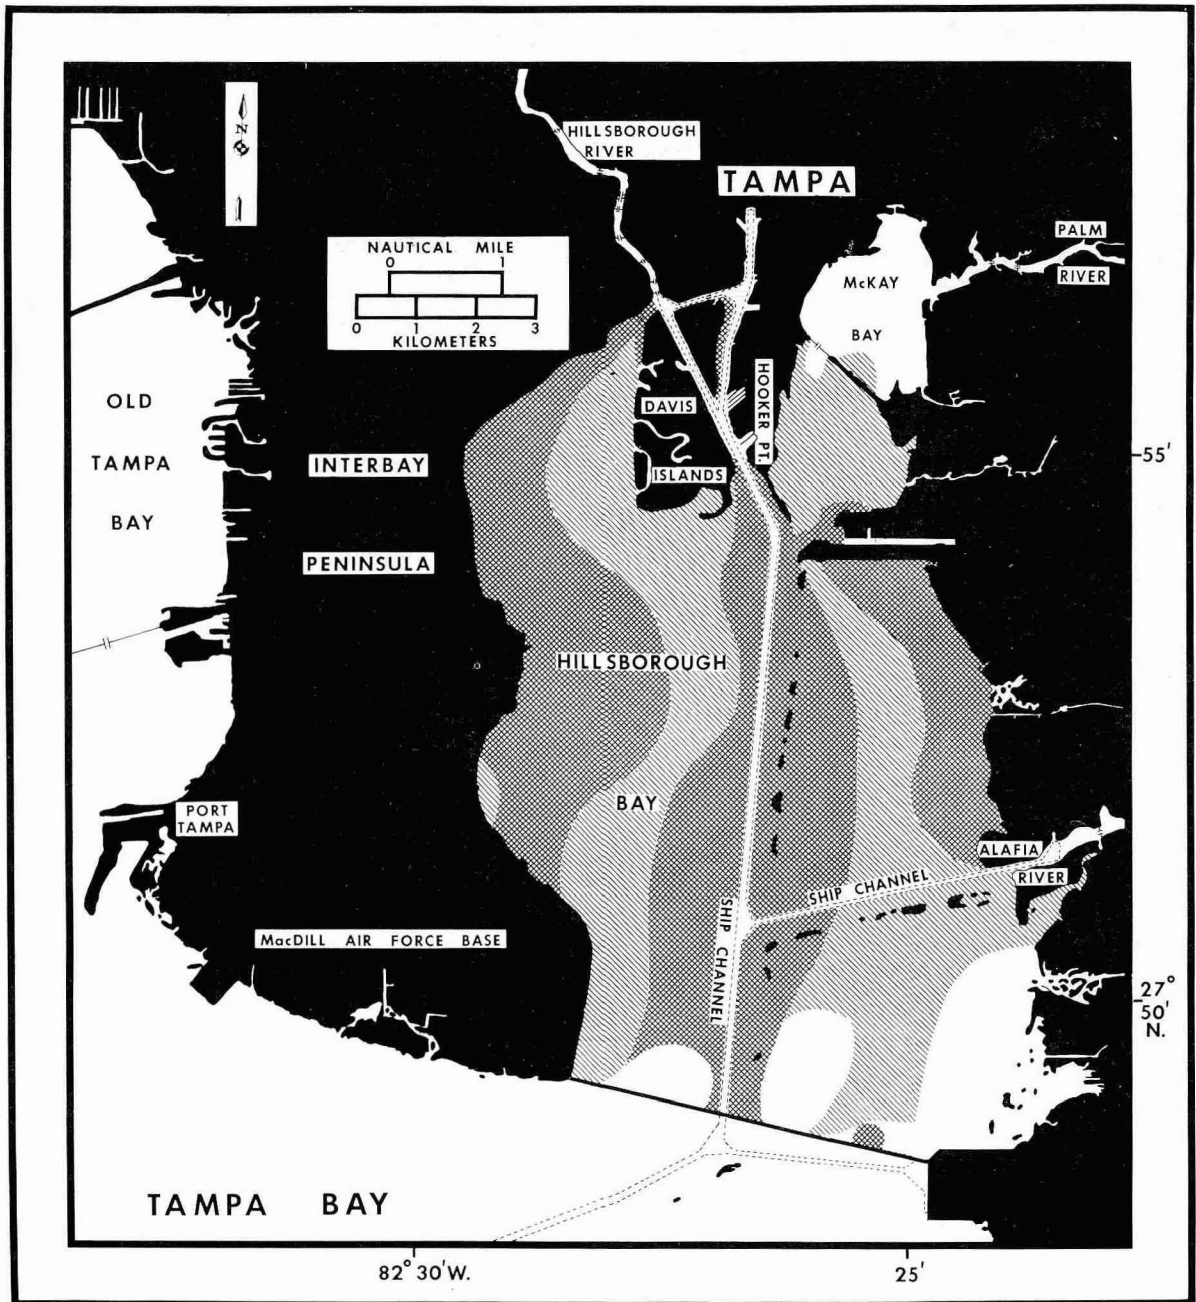 N
HILLSBOROUGH
RIVER
TAMPA
NAUTICAL MILE
0 1
0 1 2 3
KILOMETERS
PALM
RIVER
McKAY
BAY
OLD
TAMPA
BAY
HOOKER PT.
DAVIS
ISLANDS
INTERBAY
PENINSULA
55'
HILLSBOROUGH
BAY
PORT
TAMPA
ALAFIA
RIVER
SHIP CHANNEL
SHIP CHANNEL
MacDILL AIR FORCE BASE
27°
50'
N.
TAMPA BAY
82°30'W.
25'